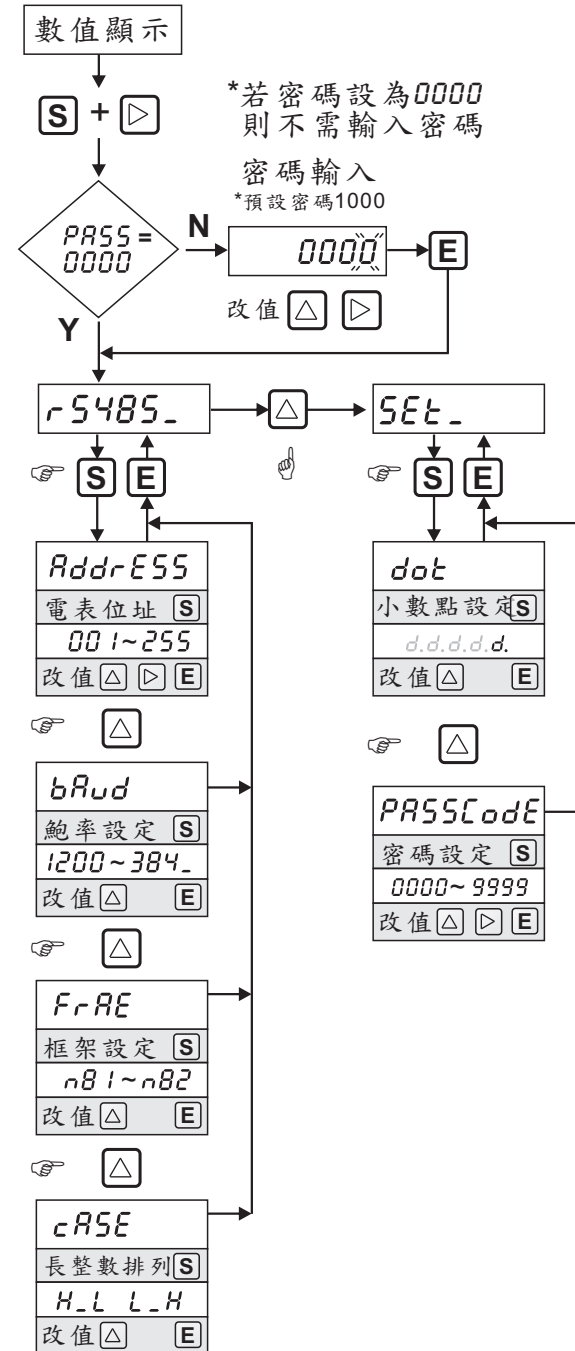 數值顯示
S + ▷
*若密碼設為0000
則不需輸入密碼
密碼輸入
*預設密碼1000
PASS =
0000
N
0000
E
改值 △ ▷
Y
rS485_
△
SEt_
S E
S E
AddrESS
電表位址 S
001~255
改值 △ ▷ E
△
bAud
鮑率設定 S
1200~384_
改值 △ E
△
FrAE
框架設定 S
n81~n82
改值 △ E
△
cASE
長整數排列 S
H_L L_H
改值 △ E
dot
小數點設定 S
d.d.d.d.d.
改值 △ E
△
PASSCodE
密碼設定 S
0000~9999
改值 △ ▷ E